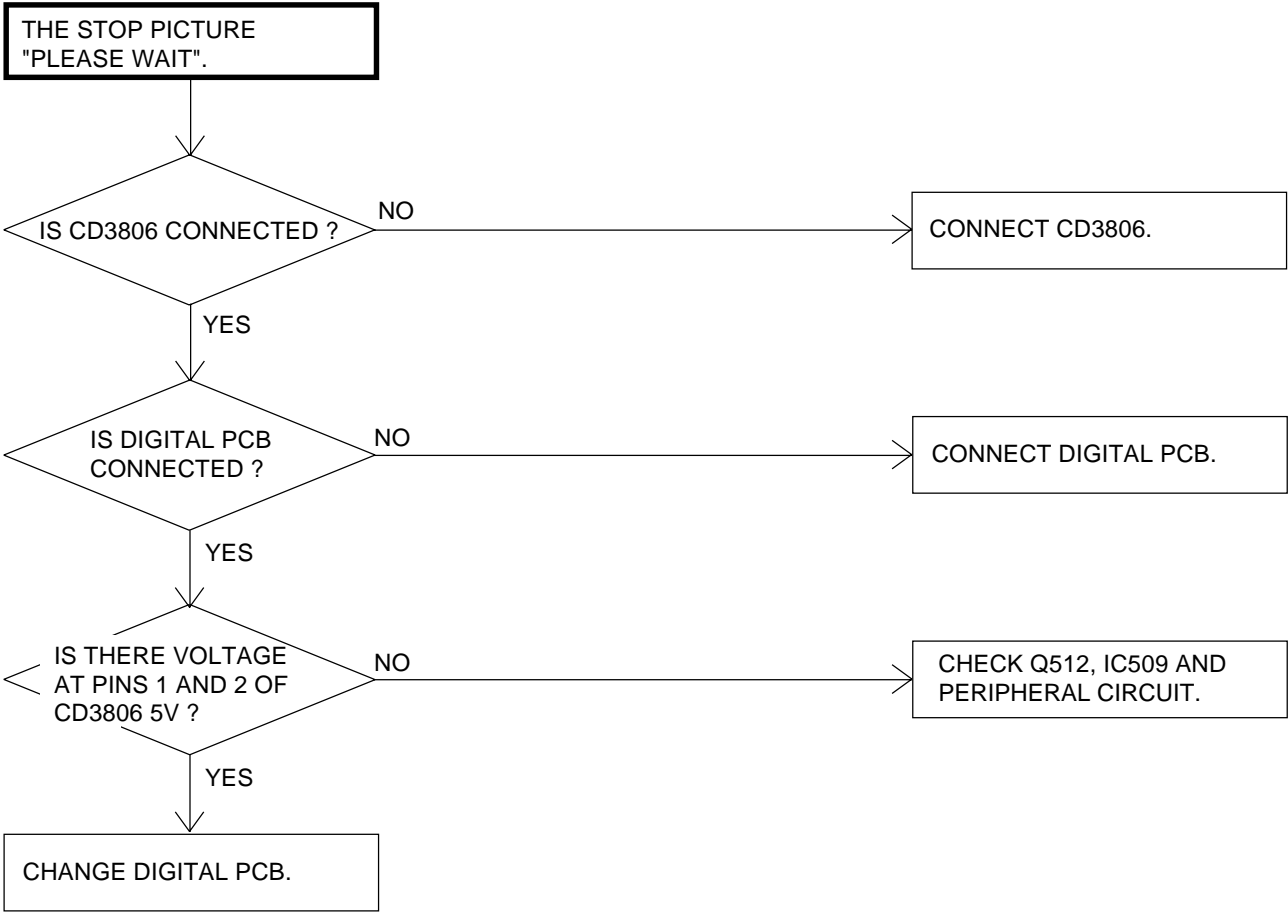 THE STOP PICTURE
"PLEASE WAIT".
IS CD3806 CONNECTED ?
NO
CONNECT CD3806.
YES
IS DIGITAL PCB
CONNECTED ?
NO
CONNECT DIGITAL PCB.
YES
IS THERE VOLTAGE
AT PINS 1 AND 2 OF
CD3806 5V ?
NO
CHECK Q512, IC509 AND
PERIPHERAL CIRCUIT.
YES
CHANGE DIGITAL PCB.